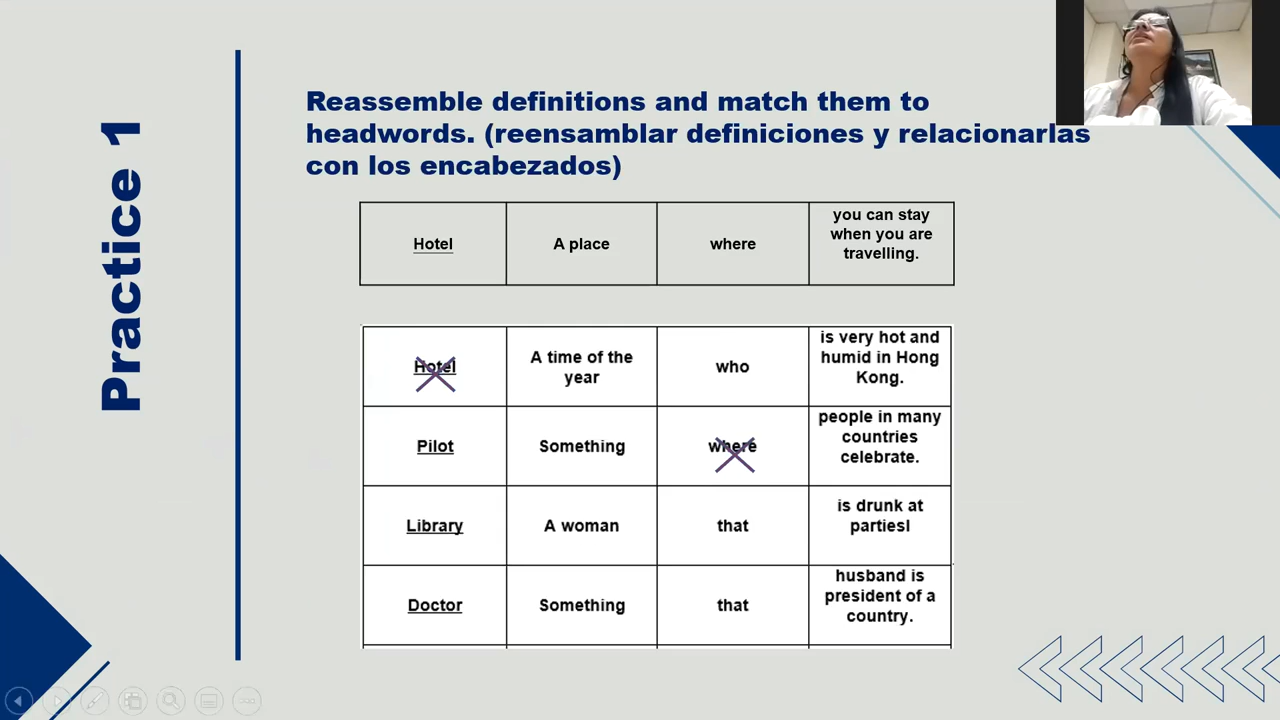 Practice 1
Reassemble definitions and match them to
headwords. (reensamblar definiciones y relacionarlas
con los encabezados)
Hotel
A place
where
you can stay
when you are
travelling.
Hotel
A time of the
year
who
is very hot and
humid in Hong
Kong.
Pilot
Something
where
people in many
countries
celebrate.
Library
A woman
that
is drunk at
parties!
Doctor
Something
that
husband is
president of a
country.